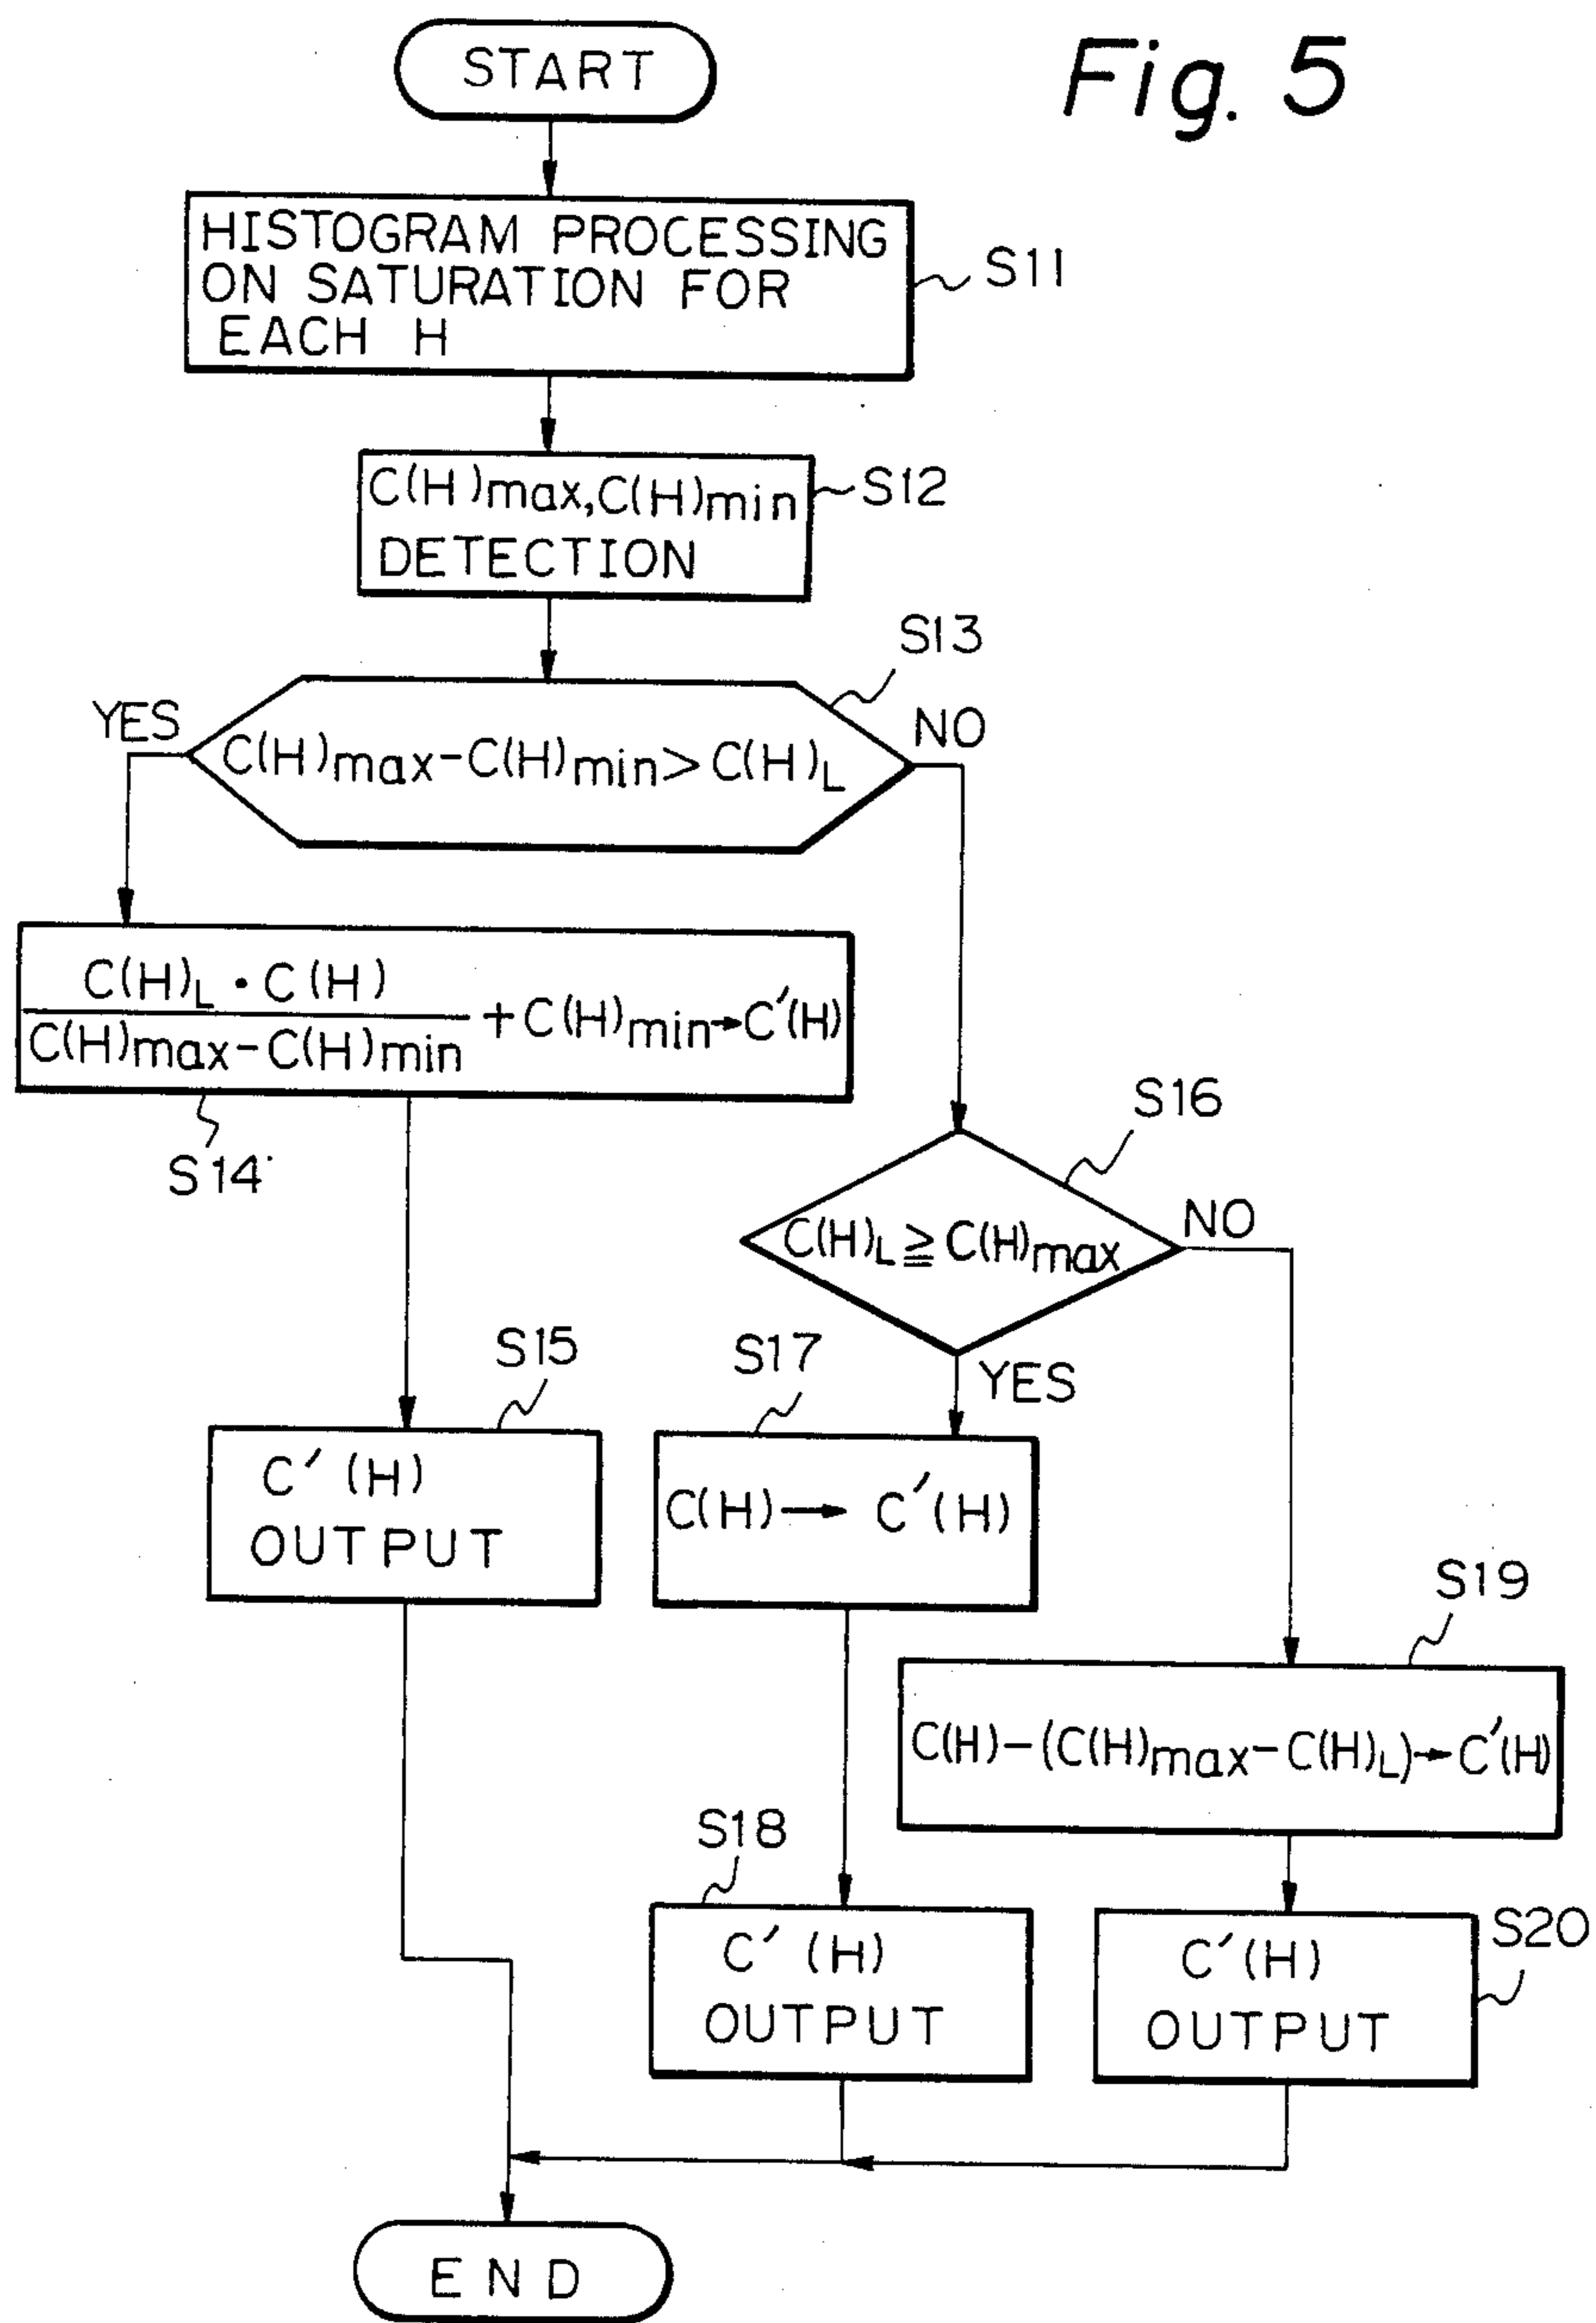 START
Fig. 5
HISTOGRAM PROCESSING
ON SATURATION FOR
EACH H
S11
C(H)max,C(H)min
DETECTION
S12
S13
YES
NO
C(H)max-C(H)min>C(H)L
C(H)L・C(H)
C(H)max-C(H)min
+C(H)min→C'(H)
S14
S16
C(H)L≧C(H)max
NO
YES
S15
C'(H)
OUTPUT
S17
C(H)→C'(H)
S19
C(H)-(C(H)max-C(H)L)→C'(H)
S18
C'(H)
OUTPUT
S20
C'(H)
OUTPUT
END